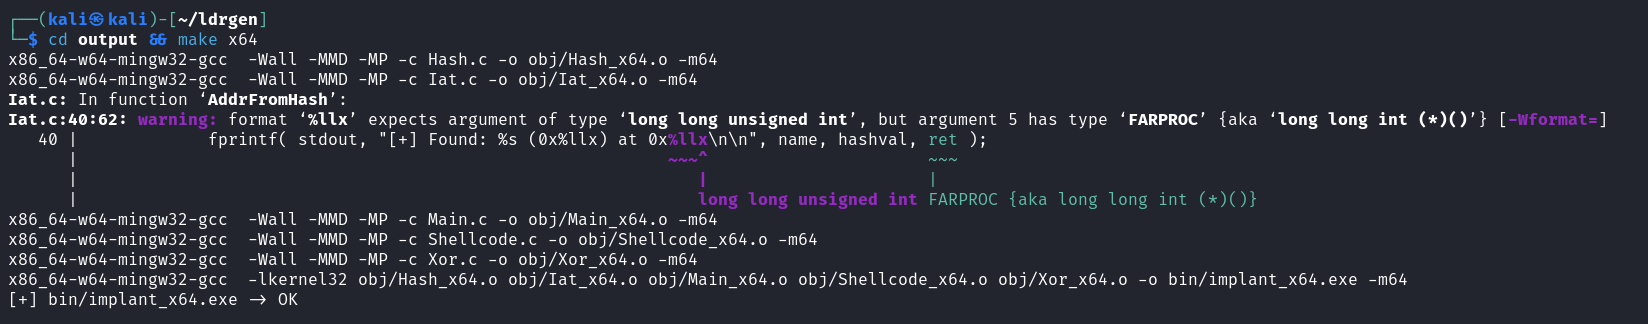 ┌──(kali㉿kali)-[~/ldrgen]
└─$ cd output && make x64
x86_64-w64-mingw32-gcc  -Wall -MMD -MP -c Hash.c -o obj/Hash_x64.o -m64
x86_64-w64-mingw32-gcc  -Wall -MMD -MP -c Iat.c -o obj/Iat_x64.o -m64
Iat.c: In function ‘AddrFromHash’:
Iat.c:40:62: warning: format ‘%llx’ expects argument of type ‘long long unsigned int’, but argument 5 has type ‘FARPROC’ {aka ‘long long int (*)()’} [-Wformat=]
   40 |             fprintf( stdout, "[+] Found: %s (0x%llx) at 0x%llx\n\n", name, hashval, ret );
      |                                                           ~~~^                      ~~~
      |                                                              |                      |
      |                                                              long long unsigned int FARPROC {aka long long int (*)()}
x86_64-w64-mingw32-gcc  -Wall -MMD -MP -c Main.c -o obj/Main_x64.o -m64
x86_64-w64-mingw32-gcc  -Wall -MMD -MP -c Shellcode.c -o obj/Shellcode_x64.o -m64
x86_64-w64-mingw32-gcc  -Wall -MMD -MP -c Xor.c -o obj/Xor_x64.o -m64
x86_64-w64-mingw32-gcc  -lkernel32 obj/Hash_x64.o obj/Iat_x64.o obj/Main_x64.o obj/Shellcode_x64.o obj/Xor_x64.o -o bin/implant_x64.exe -m64
[+] bin/implant_x64.exe -> OK